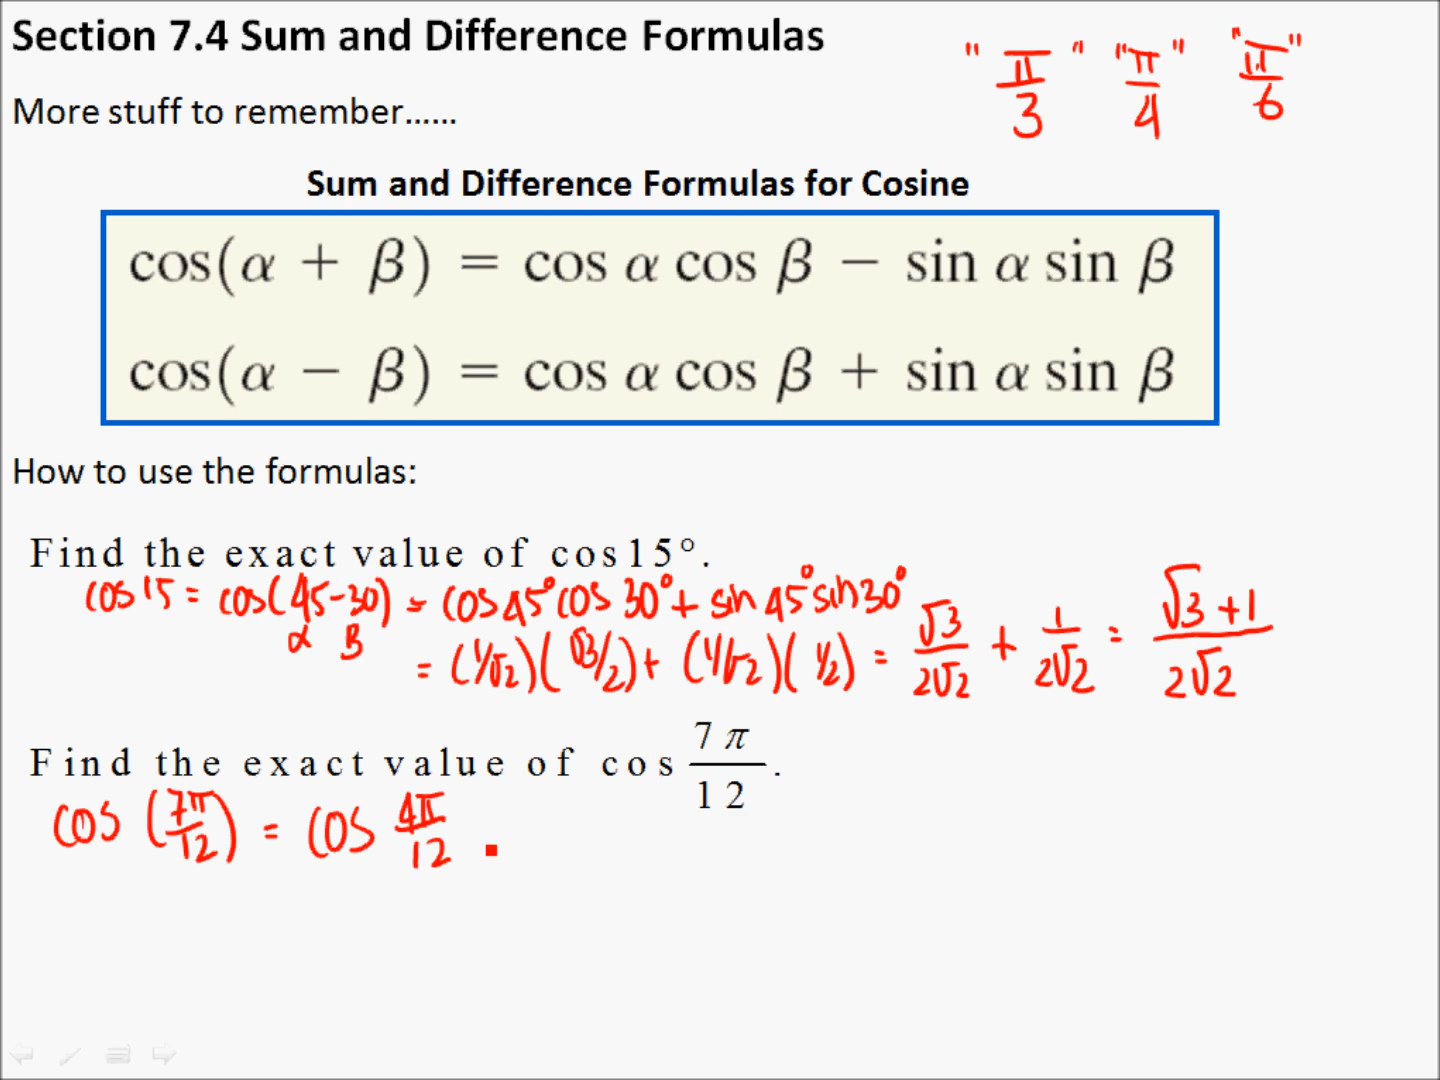 Section 7.4 Sum and Difference Formulas
"π/3" "π/4" "π/6"
More stuff to remember......
Sum and Difference Formulas for Cosine
cos(α + β) = cos α cos β − sin α sin β
cos(α − β) = cos α cos β + sin α sin β
How to use the formulas:
Find the exact value of cos15°.
cos 15 = cos(45-30) = cos 45° cos 30° + sin 45° sin 30°
α β
= (1/√2)(√3/2) + (1/√2)(1/2) = √3/2√2 + 1/2√2 = √3+1/2√2
Find the exact value of cos 7π/12.
cos (7π/12) = cos 4π/12